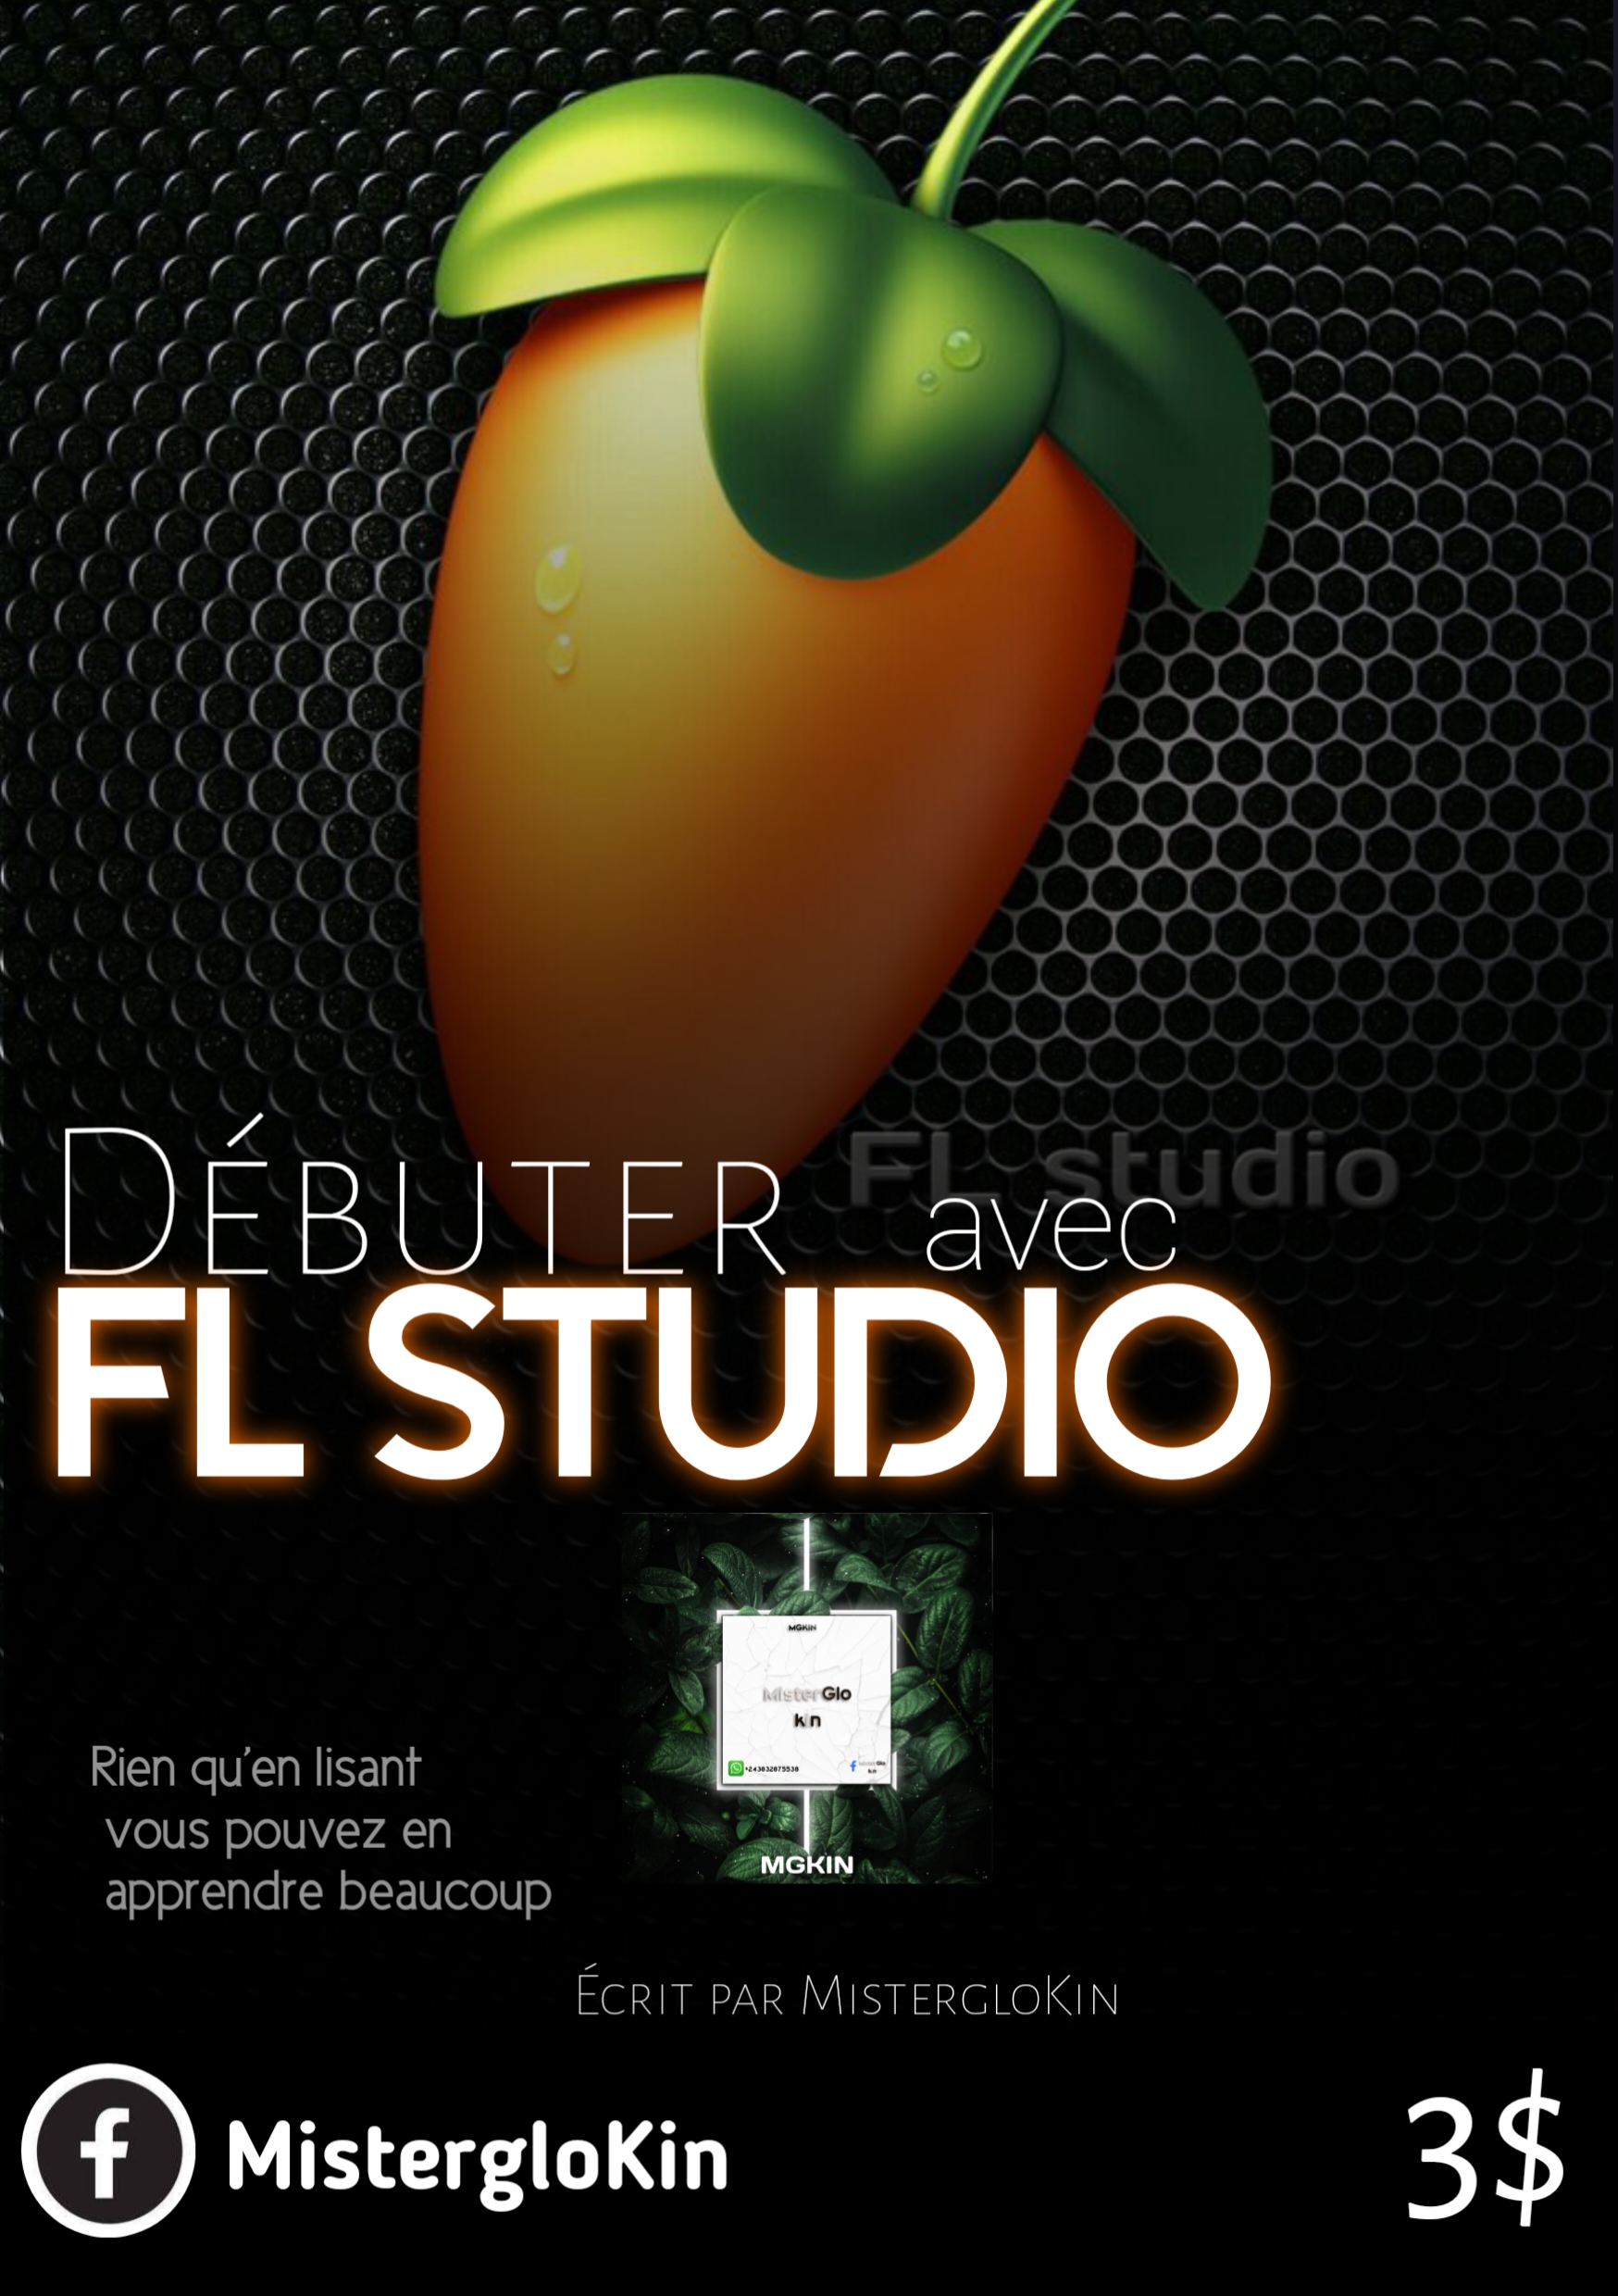 FL studio
DÉBUTER avec
FL STUDIO
MGKIN
MisterGlo
kin
Rien qu'en lisant
vous pouvez en
apprendre beaucoup
MGKIN
ÉCRIT PAR MISTERGLOKIN
MistergloKin
3$